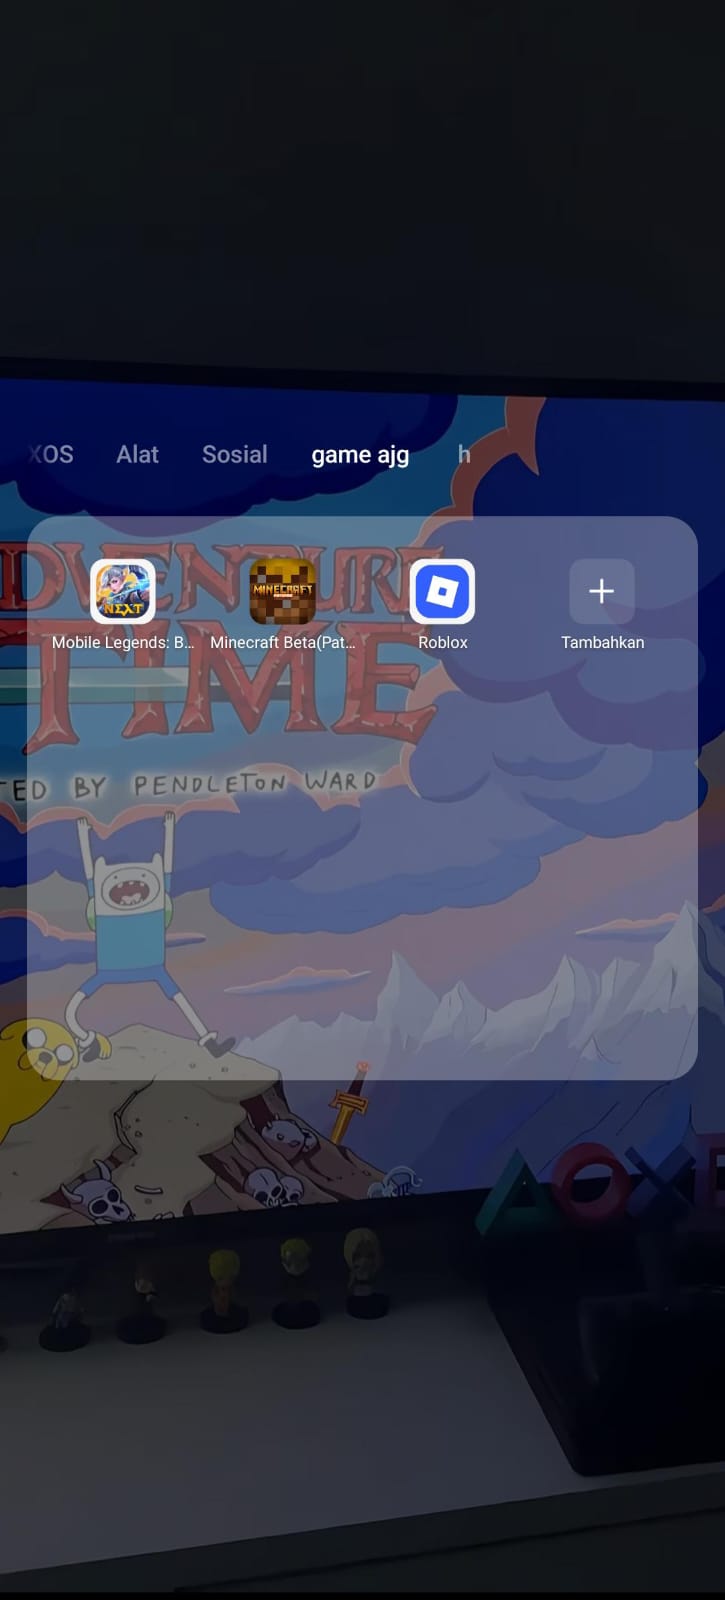 XOS Alat Sosial game ajg h
ADVENTURE
TIME
TED BY PENDLETON WARD
NEXT
MINECRAFT
Mobile Legends: B... Minecraft Beta(Pat... Roblox Tambahkan